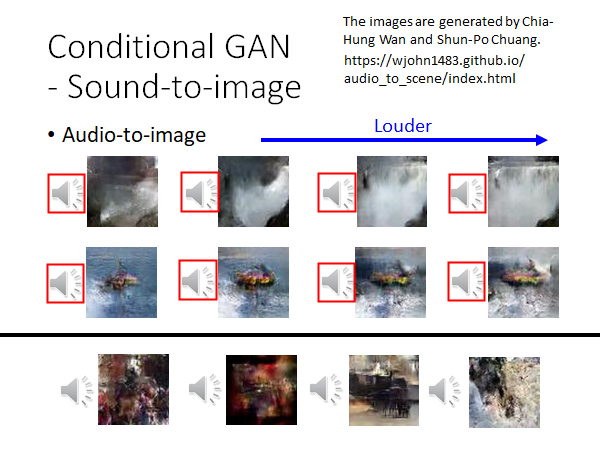 Conditional GAN
- Sound-to-image
The images are generated by Chia-
Hung Wan and Shun-Po Chuang.
https://wjohn1483.github.io/
audio_to_scene/index.html
• Audio-to-image
Louder